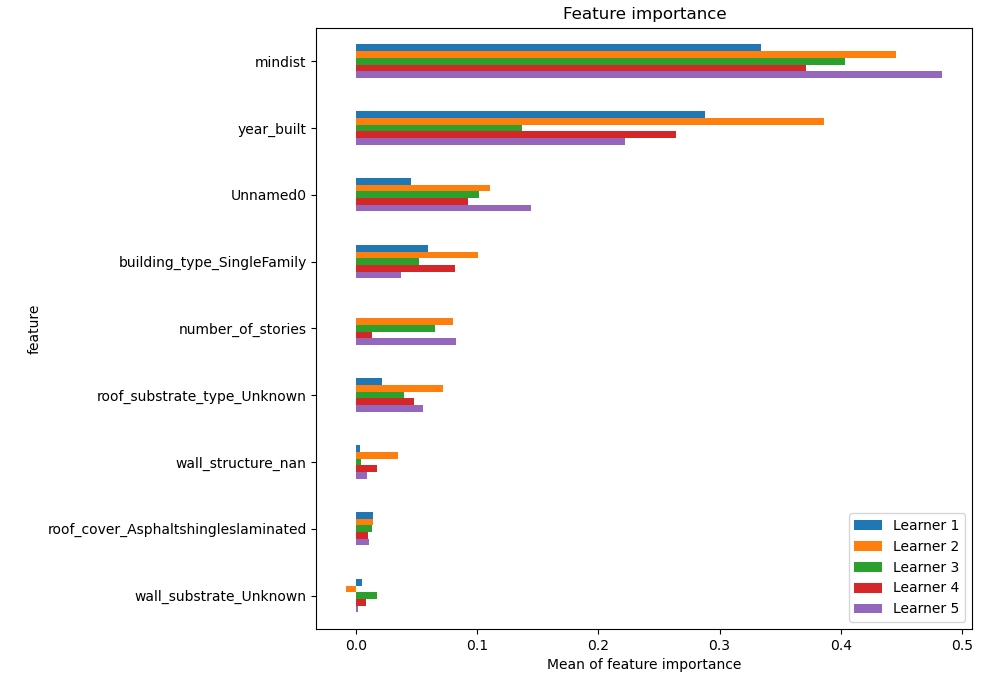 Feature importance
mindist
year_built
Unnamed0
building_type_SingleFamily
number_of_stories
roof_substrate_type_Unknown
wall_structure_nan
roof_cover_Asphaltshingleslaminated
wall_substrate_Unknown
feature
Learner 1
Learner 2
Learner 3
Learner 4
Learner 5
0.0 0.1 0.2 0.3 0.4 0.5
Mean of feature importance